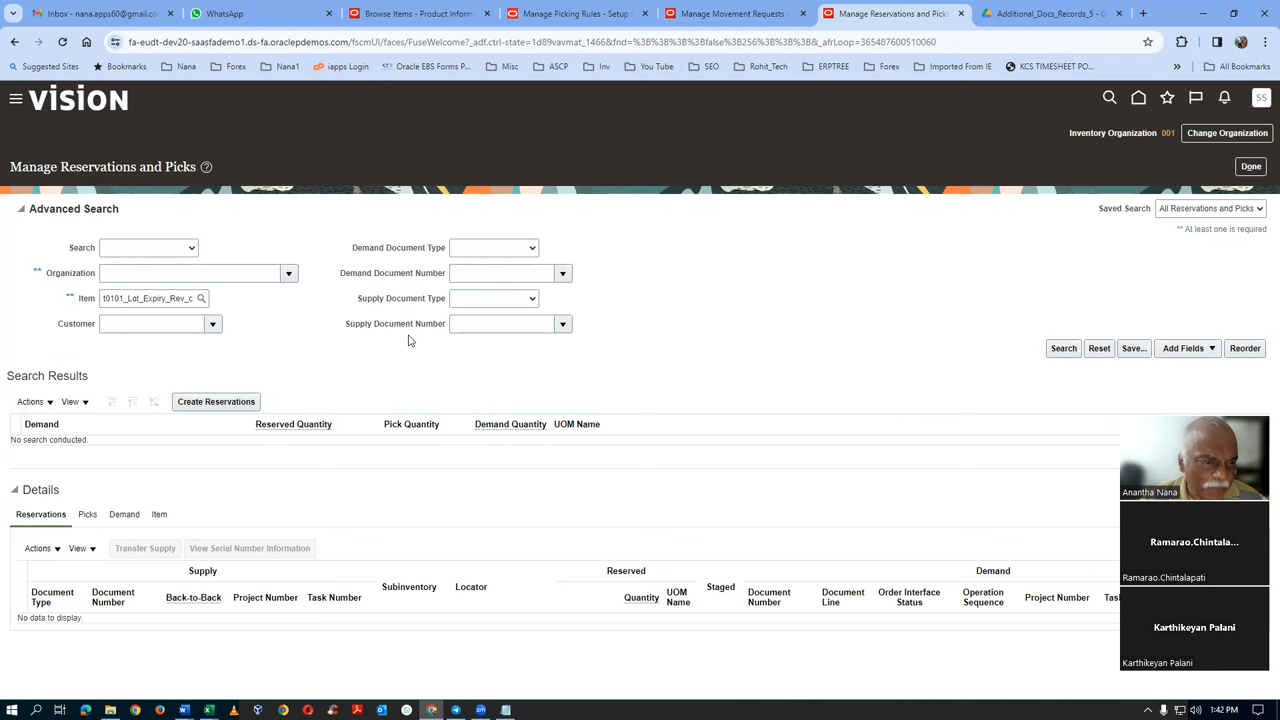 nana.apps60@gmail.com
WhatsApp
Browse Items - Product Inform
Manage Picking Rules - Setup a
Manage Movement Requests -
Manage Reservations and Picks
Additional_Docs_Records_5 - G
fa-eudt-dev20-saasfademo1.ds-fa.oraclepdemos.com/fscmUI/faces/FuseWelcome?_adf.ctrl-state=1d89vavmat_1466&fnd=%3B%3B%3B%3Bfalse%3B256%3B%3B%3B&_afrLoop=365487600510060
Suggested Sites
Bookmarks
Nana
Forex
Nana1
iapps Login
Oracle EBS Forms P...
Misc
ASCP
Inv
You Tube
SEO
Rohit_Tech
ERPTREE
Forex
Imported From IE
KCS TIMESHEET PO...
»
All Bookmarks
VISION
SS
Inventory Organization 001
Change Organization
Manage Reservations and Picks
Done
Advanced Search
Saved Search
All Reservations and Picks
** At least one is required
Search
Demand Document Type
** Organization
Demand Document Number
** Item
t0101_Lot_Expiry_Rev_c
Supply Document Type
Customer
Supply Document Number
Search
Reset
Save...
Add Fields
Reorder
Search Results
Actions
View
Create Reservations
Demand
Reserved Quantity
Pick Quantity
Demand Quantity
UOM Name
No search conducted.
Details
Reservations
Picks
Demand
Item
Actions
View
Transfer Supply
View Serial Number Information
Supply
Subinventory
Locator
Reserved
Staged
Demand
Document Type
Document Number
Back-to-Back
Project Number
Task Number
Quantity
UOM Name
Document Number
Document Line
Order Interface Status
Operation Sequence
Project Number
No data to display.
Anantha Nana
Ramarao.Chintala...
Ramarao.Chintalapati
Karthikeyan Palani
Karthikeyan Palani
1:42 PM